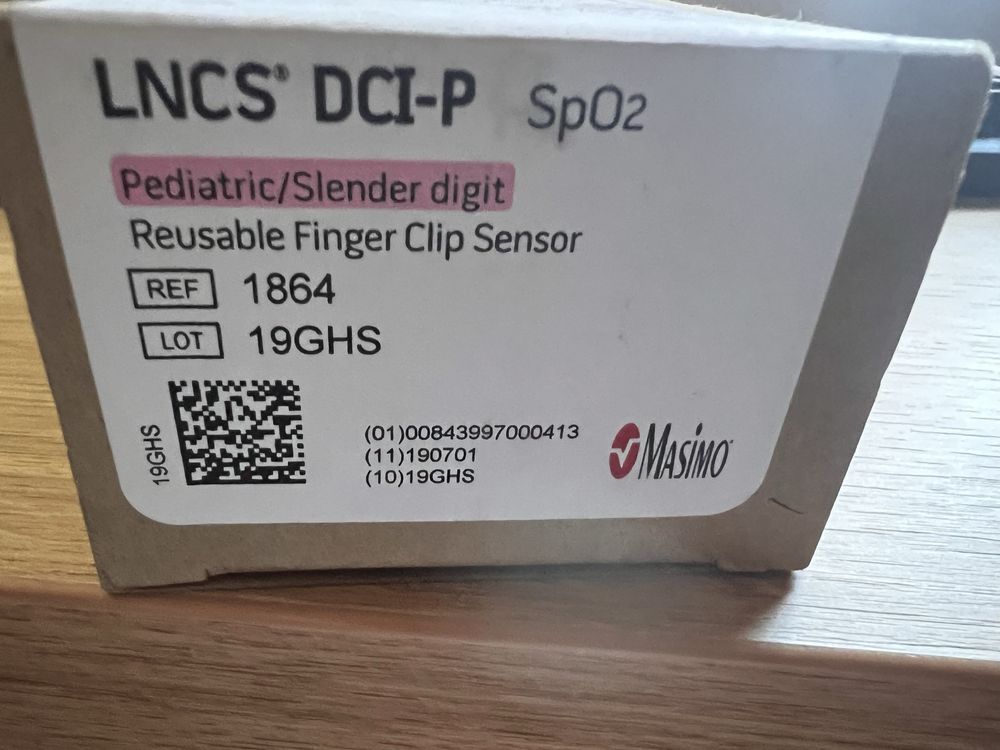 LNCS® DCI-P SpO2
Pediatric/Slender digit
Reusable Finger Clip Sensor
REF 1864
LOT 19GHS
19GHS
(01)00843997000413
(11)190701
(10)19GHS
Masimo®